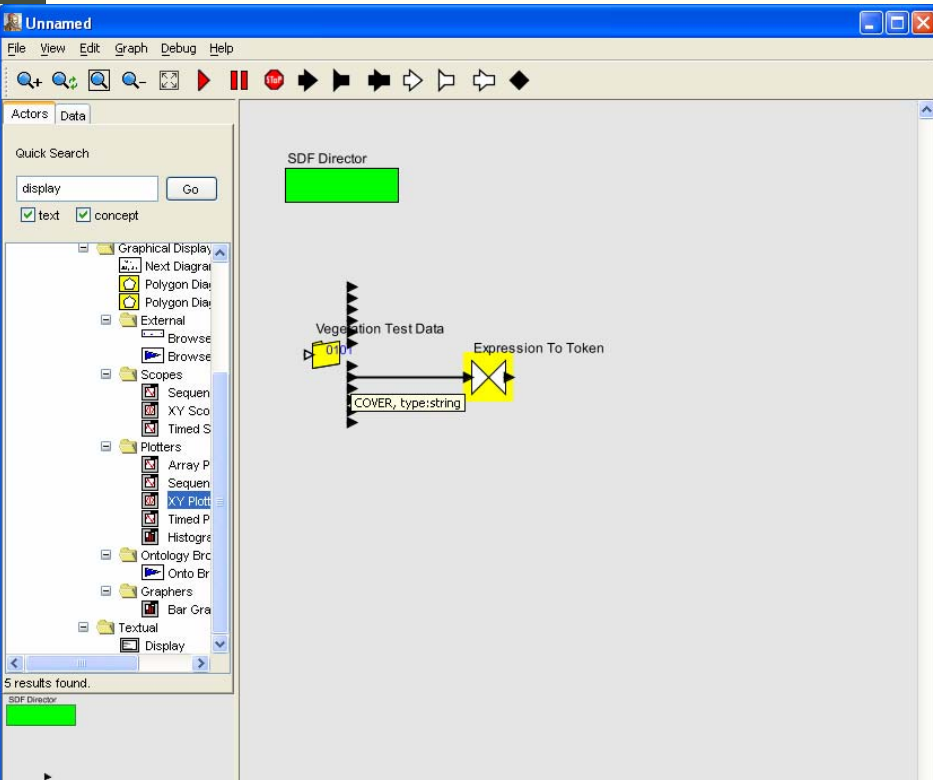 Unnamed
File View Edit Graph Debug Help
STOP
Actors Data
Quick Search
display Go
text concept
Graphical Display
Next Diagrar
Polygon Diag
Polygon Diag
External
Browse
Browse
Scopes
Sequen
XY Sco
Timed S
Plotters
Array P
Sequen
XY Plott
Timed P
Histogra
Ontology Brc
Onto Br
Graphers
Bar Gra
Textual
Display
5 results found.
SDF Director
SDF Director
Vegetation Test Data
0101
Expression To Token
COVER, type:string